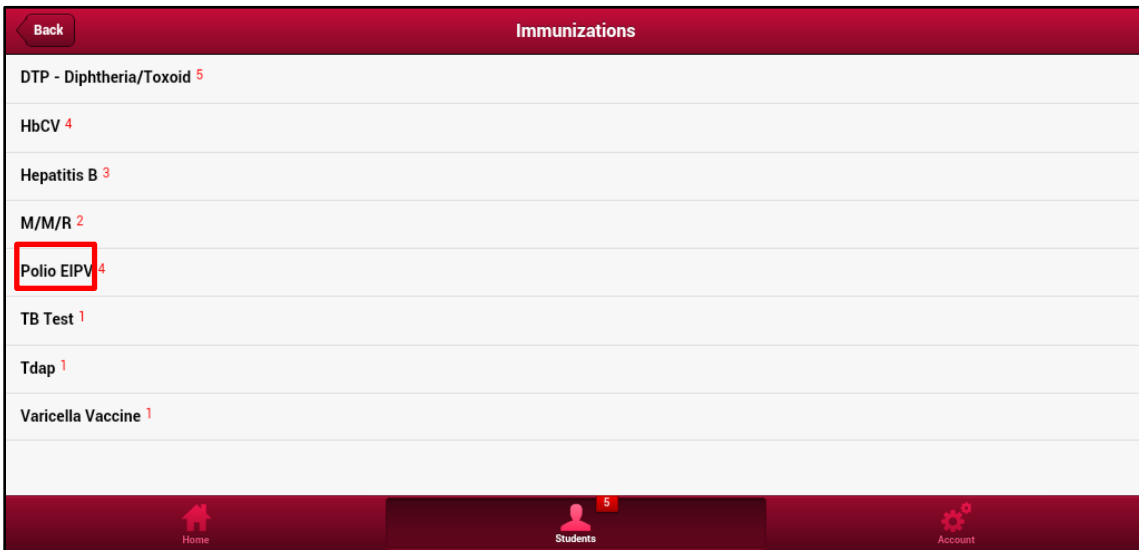 Back Immunizations
DTP - Diphtheria/Toxoid 5
HbCV 4
Hepatitis B 3
M/M/R 2
Polio EIPV 4
TB Test 1
Tdap 1
Varicella Vaccine 1
5
Home Students Account